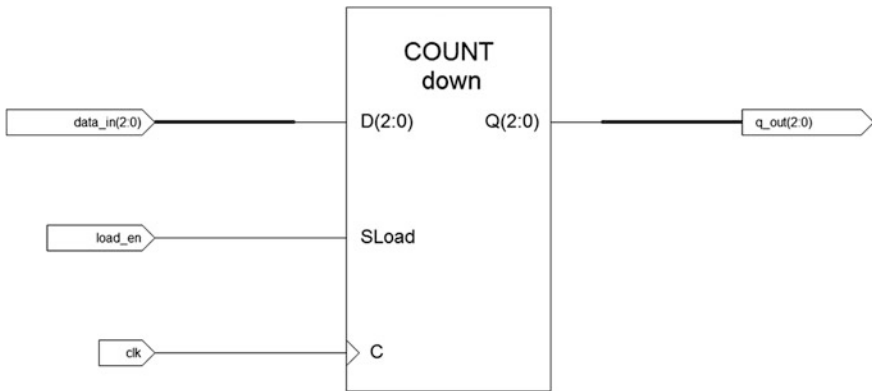 COUNT
down
data_in(2:0)
D(2:0)
Q(2:0)
q_out(2:0)
load_en
SLoad
clk
C